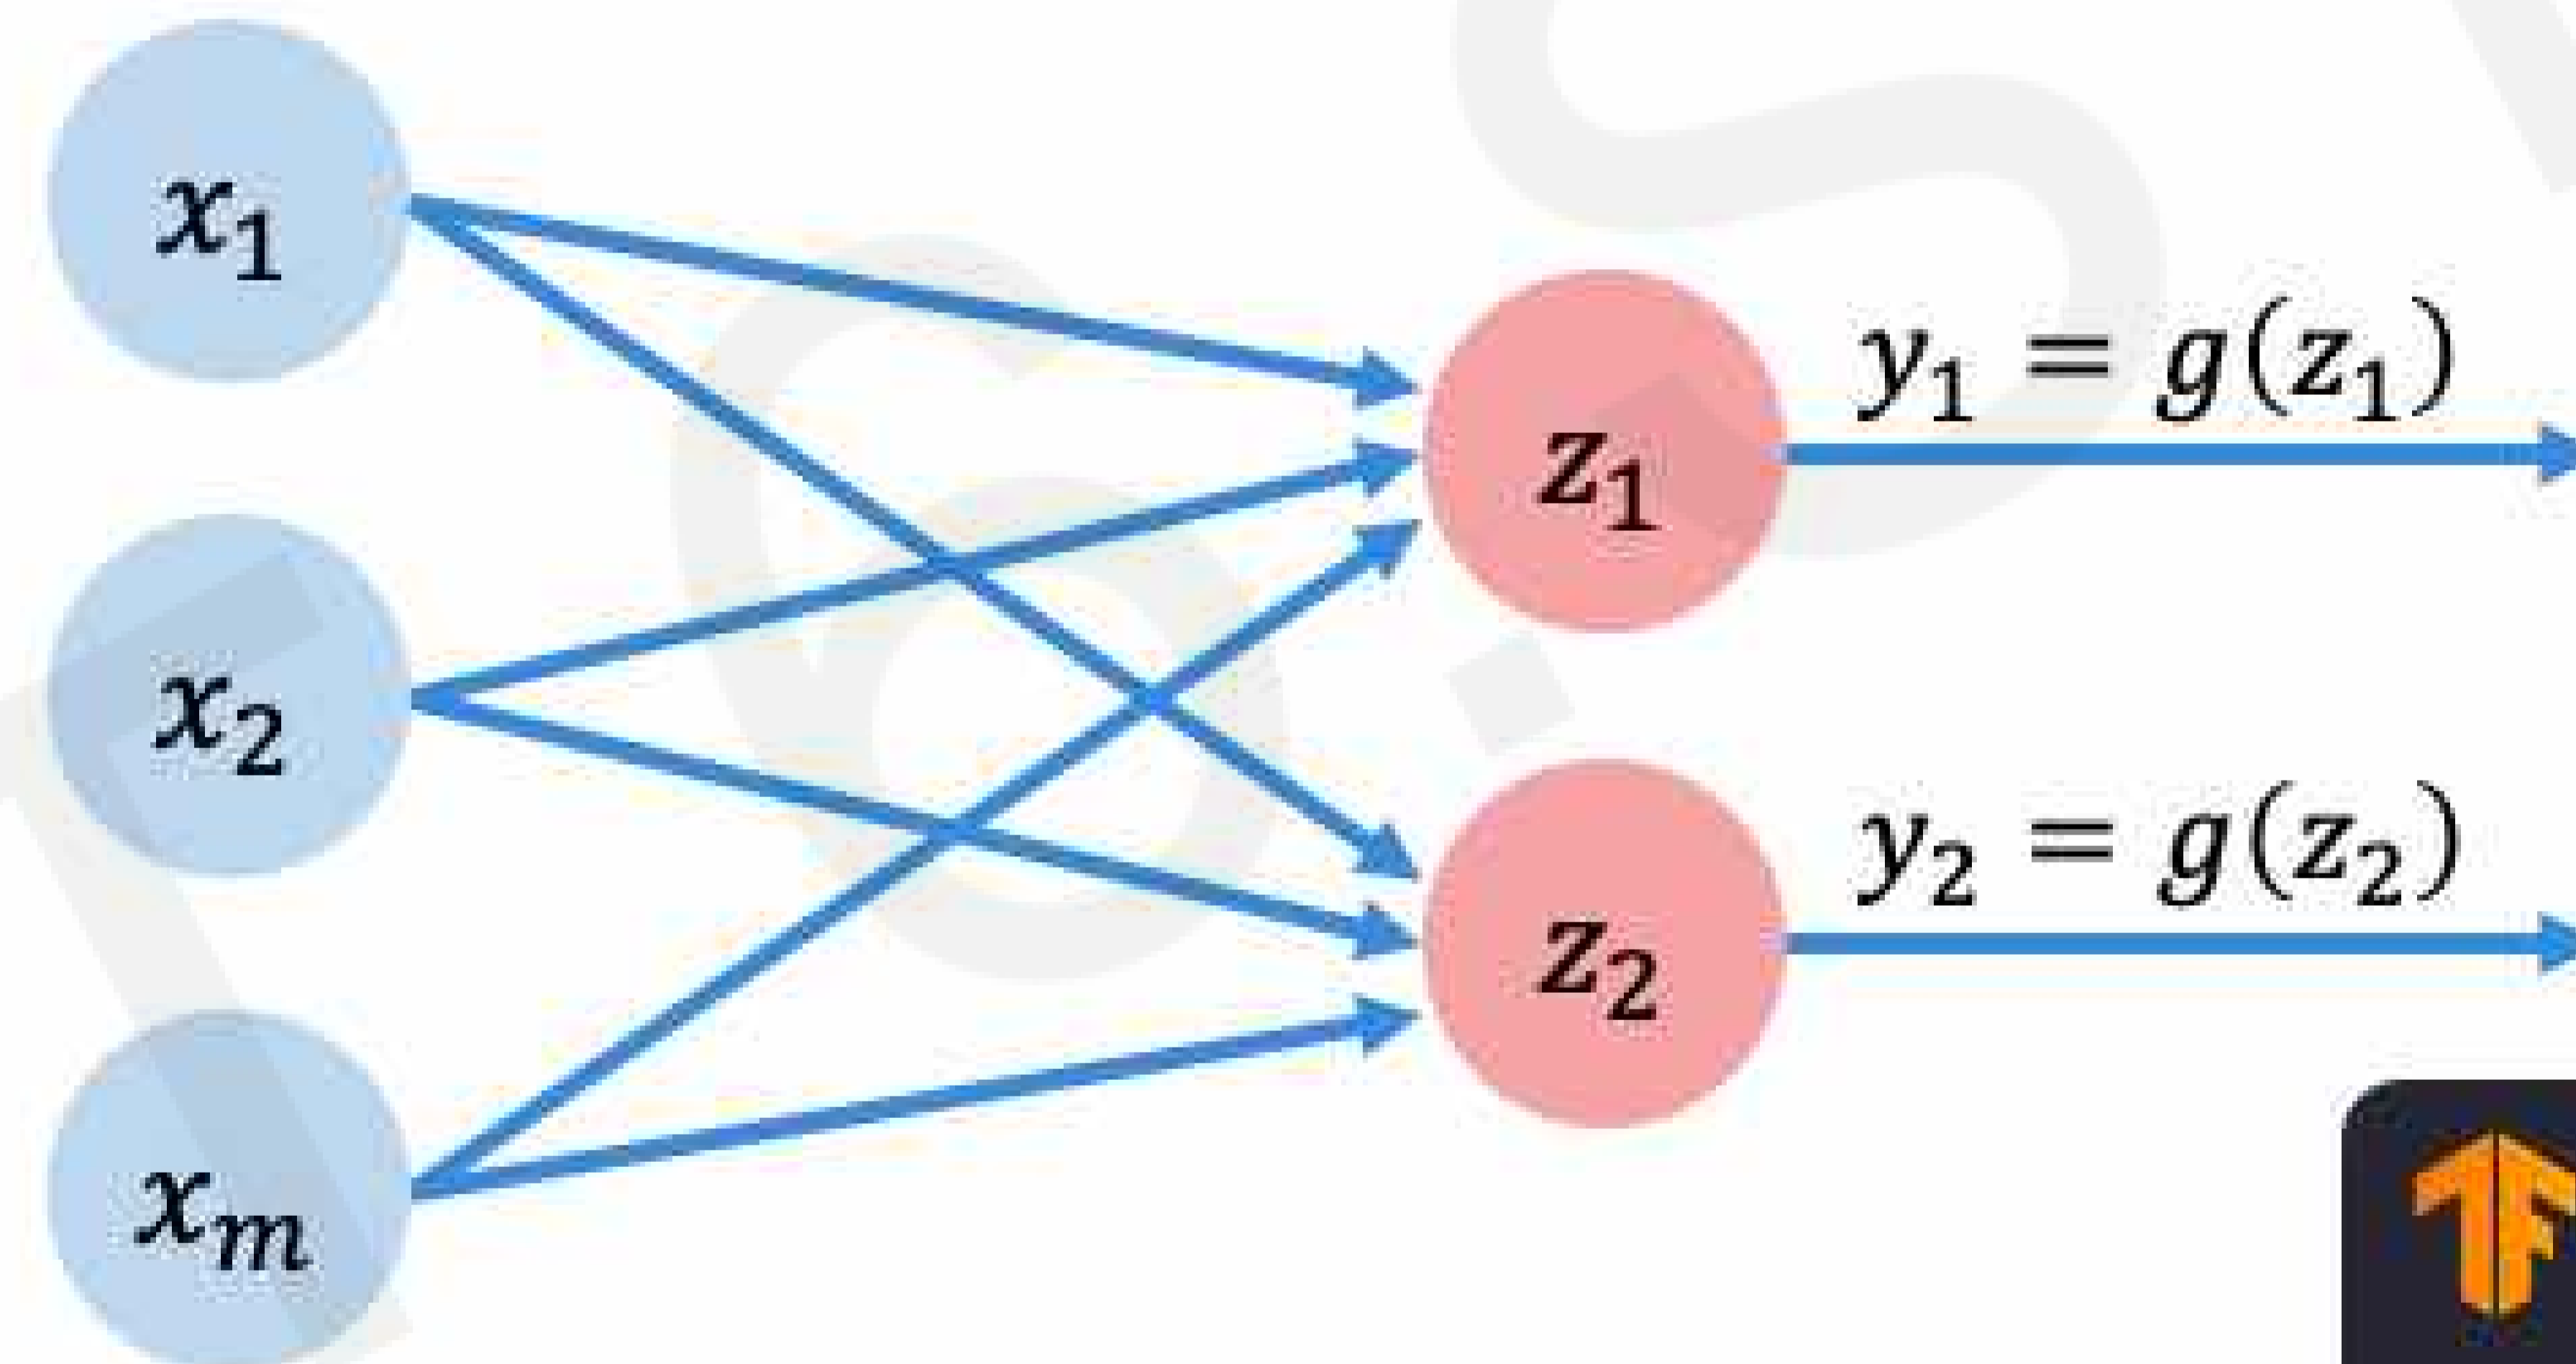 x₁
x₂
xₘ
z₁
z₂
y₁ = g(z₁)
y₂ = g(z₂)